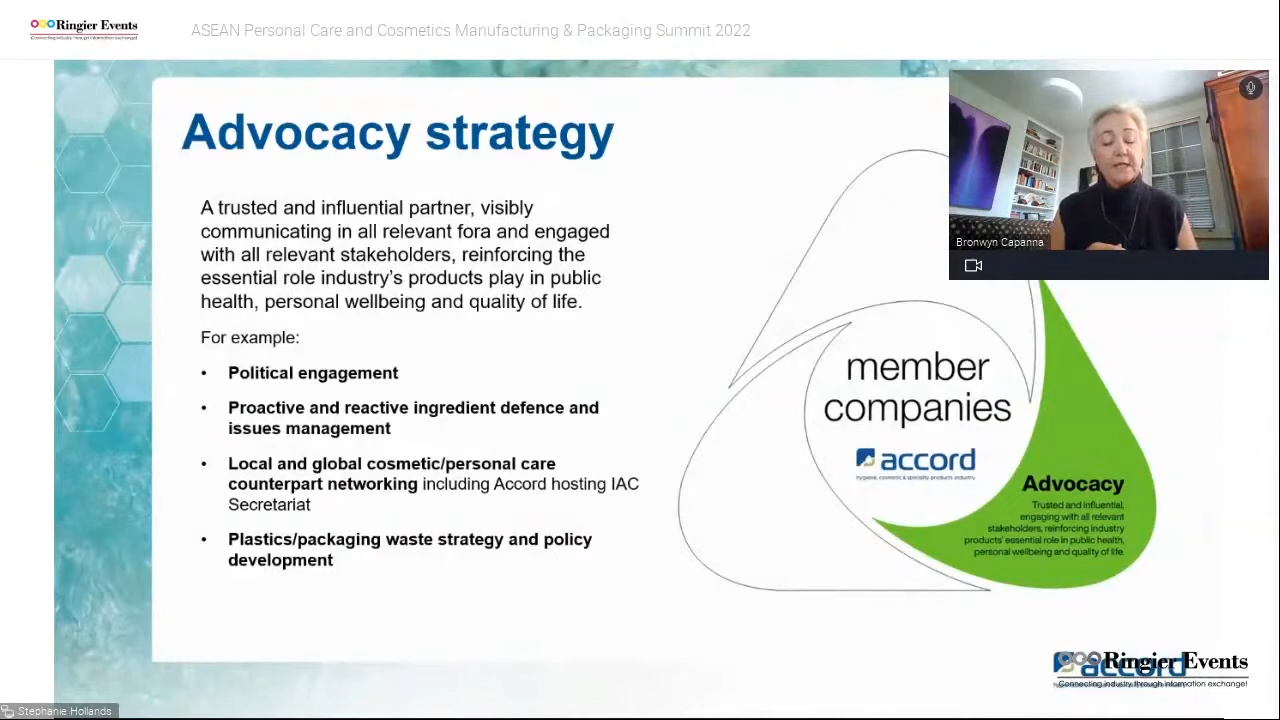 Ringier Events
Connecting industry through information exchange!
ASEAN Personal Care and Cosmetics Manufacturing & Packaging Summit 2022
Advocacy strategy
A trusted and influential partner, visibly
communicating in all relevant fora and engaged
with all relevant stakeholders, reinforcing the
essential role industry's products play in public
health, personal wellbeing and quality of life.
For example:
• Political engagement
• Proactive and reactive ingredient defence and
issues management
• Local and global cosmetic/personal care
counterpart networking including Accord hosting IAC
Secretariat
• Plastics/packaging waste strategy and policy
development
Bronwyn Capanna
member
companies
accord
hygiene, cosmetic & specialty products industry
Advocacy
Trusted and influential,
engaging with all relevant
stakeholders, reinforcing industry
products' essential role in public health,
personal wellbeing and quality of life.
accord
Ringier Events
Connecting industry through information exchange!
Stephanie Hollands